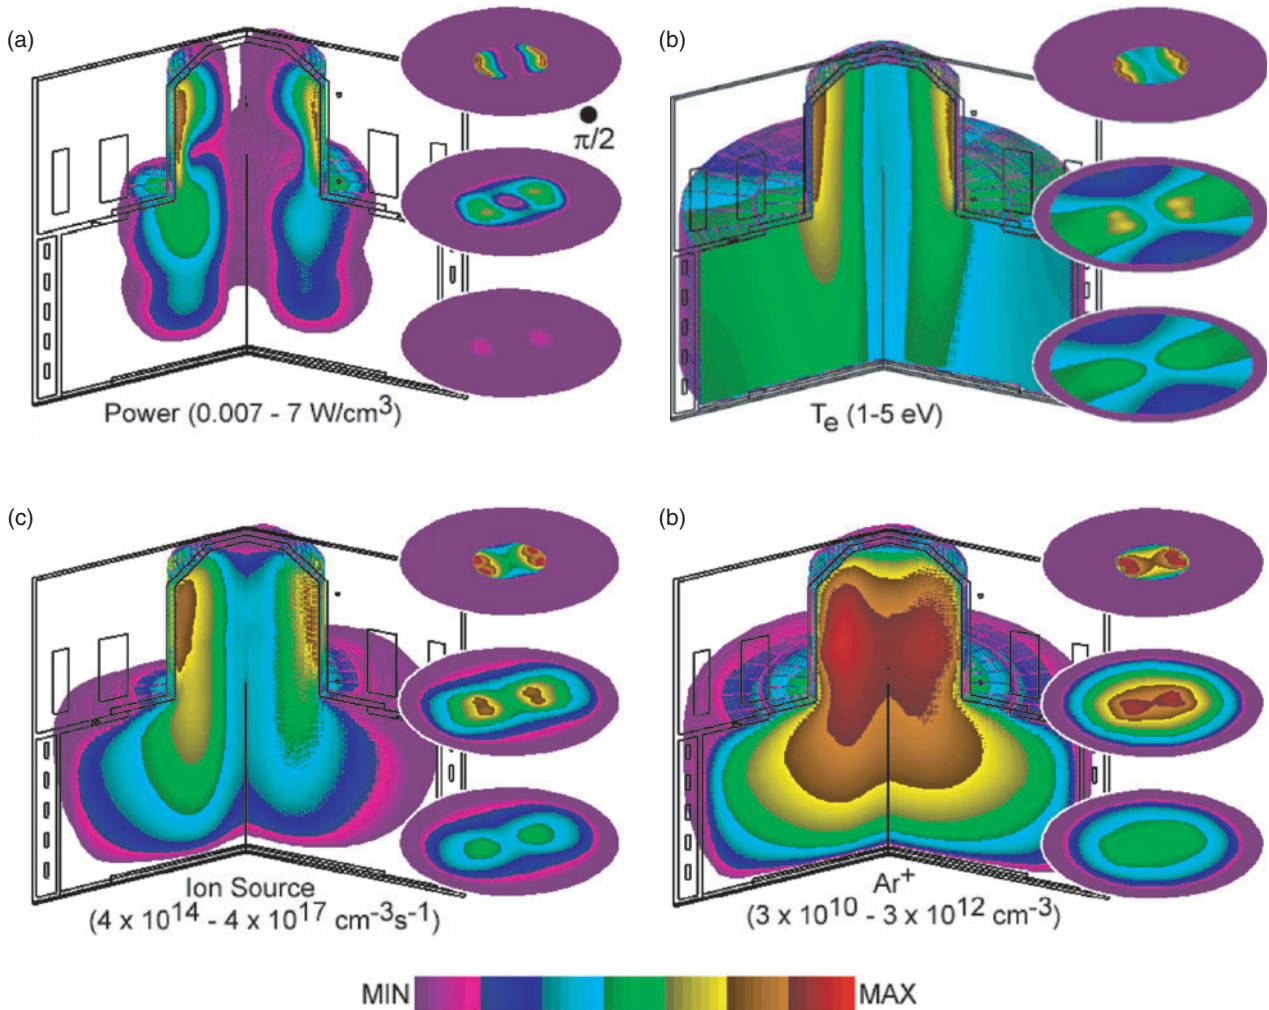 (a)
(b)
π/2
Power (0.007 - 7 W/cm³)
Tₑ (1-5 eV)
(c)
(b)
Ion Source
(4 x 10¹⁴ - 4 x 10¹⁷ cm⁻³s⁻¹)
Ar⁺
(3 x 10¹⁰ - 3 x 10¹² cm⁻³)
MIN MAX